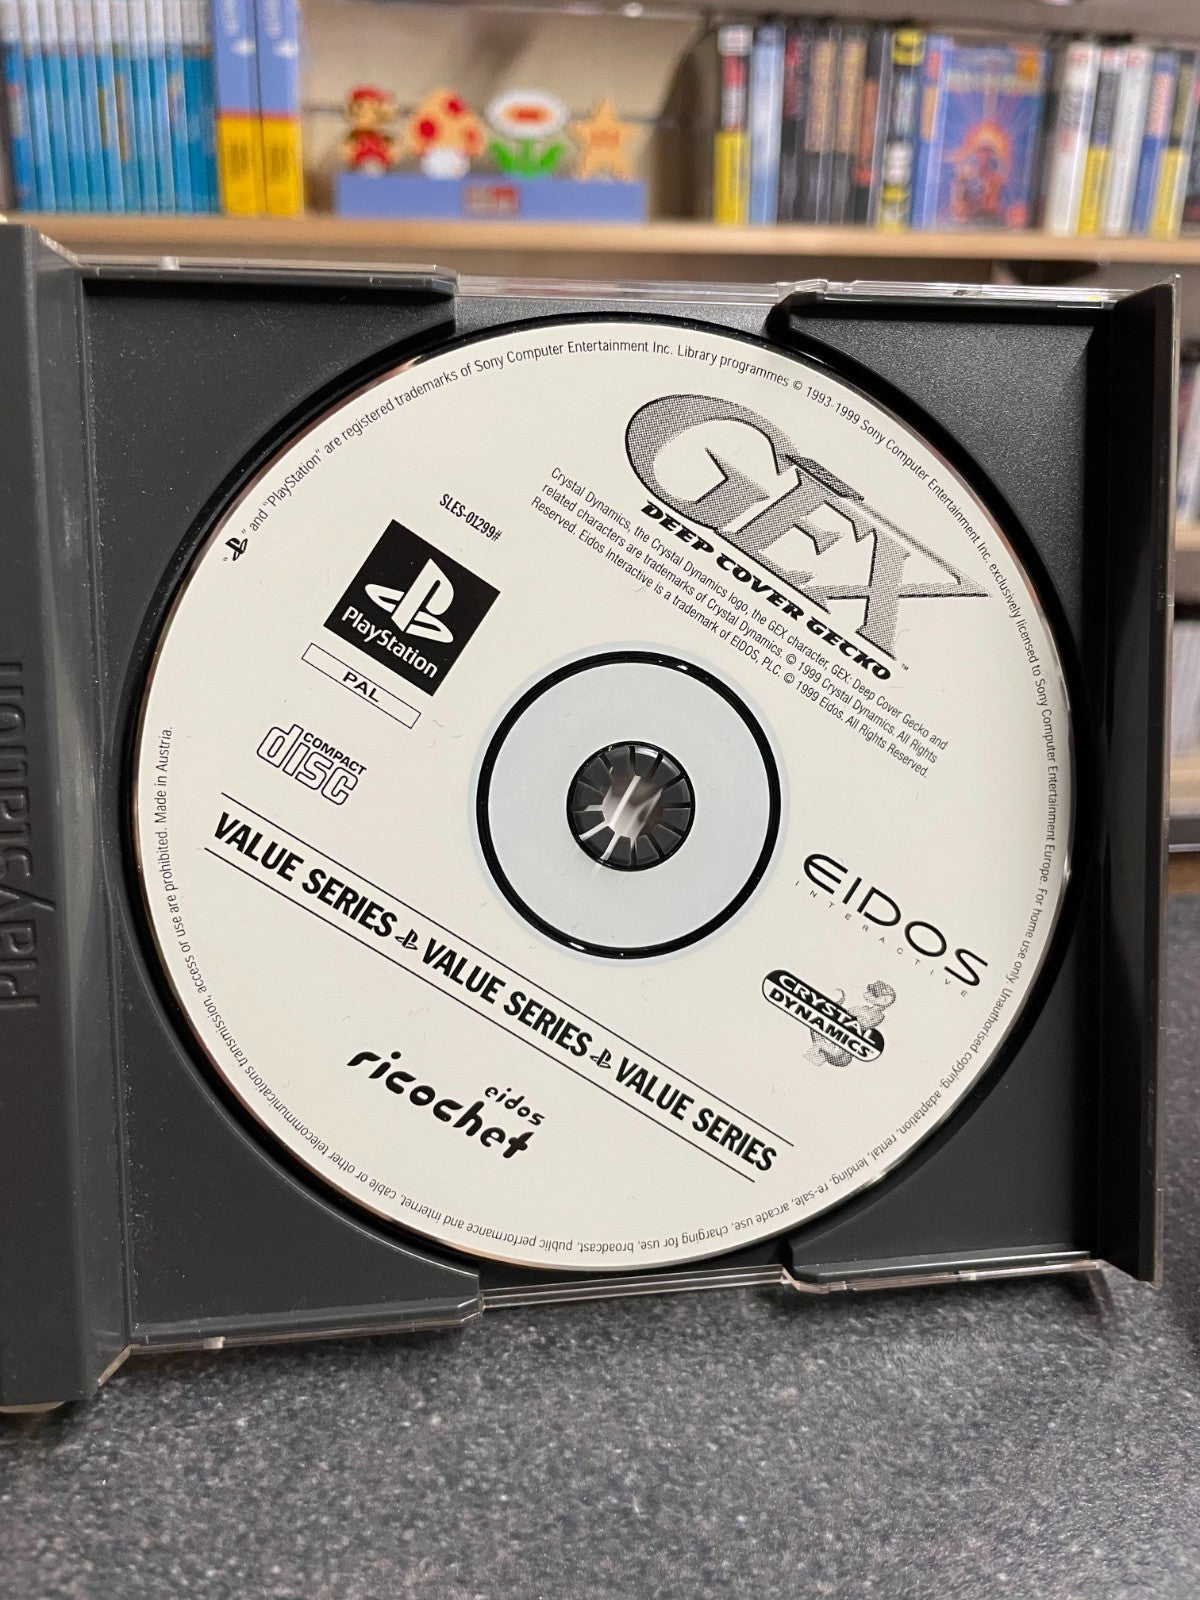 "PS" and "PlayStation" are registered trademarks of Sony Computer Entertainment Inc. Library programmes © 1993-1999 Sony Computer Entertainment Inc. exclusively licensed to Sony Computer Entertainment Europe. For home use only. Unauthorised copying, adaptation, rental, lending, re-sale, arcade use, charging for use, broadcast, public performance and internet, cable or other telecommunications transmission, access or use are prohibited. Made in Austria.
GEX
DEEP COVER GECKO
™
Crystal Dynamics, the Crystal Dynamics logo, the GEX character, GEX: Deep Cover Gecko and
related characters are trademarks of Crystal Dynamics. © 1999 Crystal Dynamics. All Rights
Reserved. Eidos Interactive is a trademark of EIDOS, PLC. © 1999 Eidos. All Rights Reserved.
SLES-01299#
PlayStation
PAL
COMPACT
disc
EIDOS
INTERACTIVE
CRYSTAL
DYNAMICS
VALUE SERIES VALUE SERIES VALUE SERIES
eidos
ricochet
PlayStation